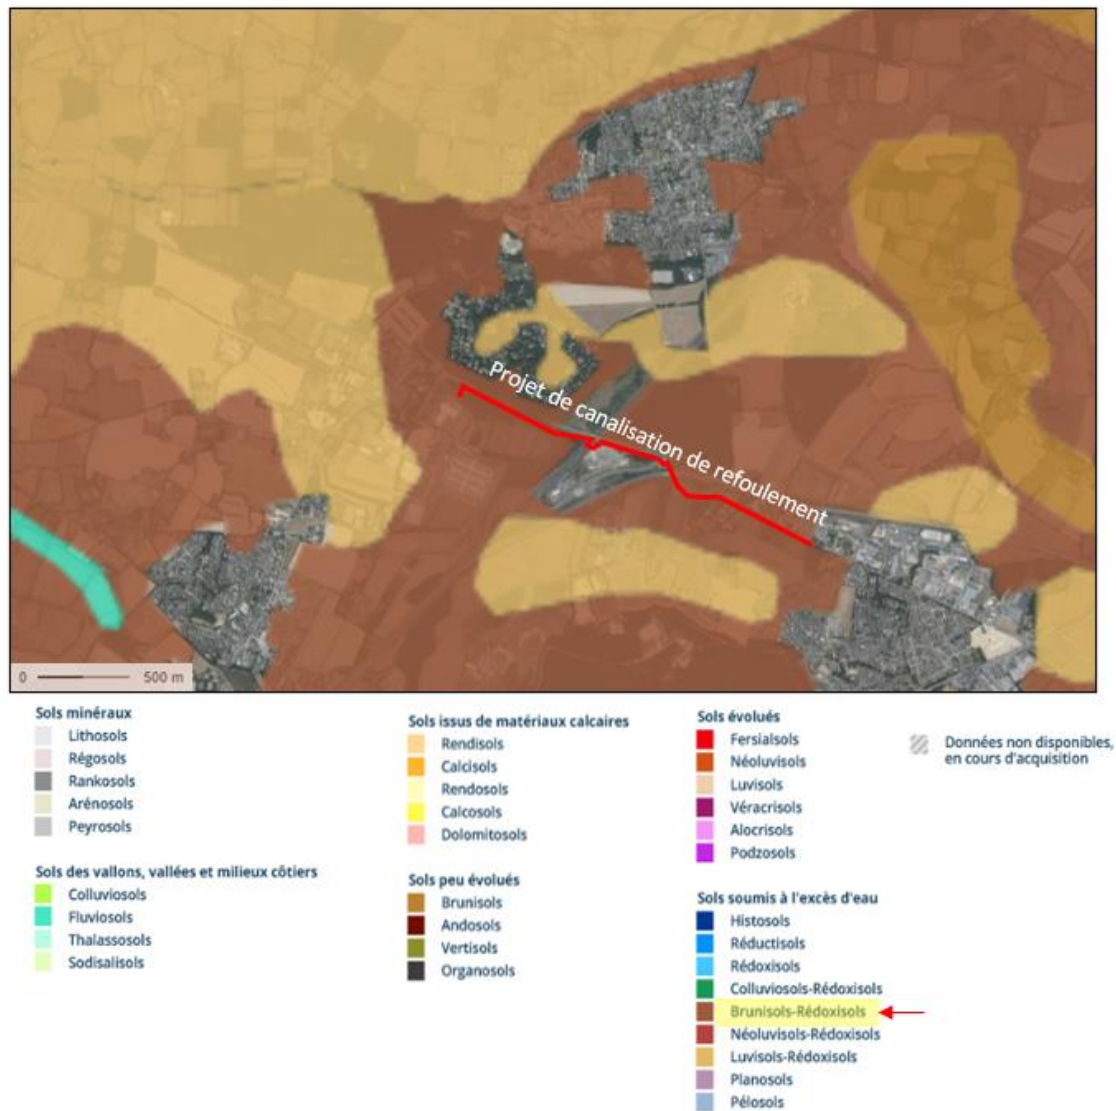 Projet de canalisation de refoulement
0 500 m
Sols minéraux
Lithosols
Régosols
Rankosols
Arénosols
Peyrosols
Sols des vallons, vallées et milieux côtiers
Colluviosols
Fluviosols
Thalassosols
Sodisalisols
Sols issus de matériaux calcaires
Rendisols
Calcisols
Rendosols
Calcosols
Dolomitosols
Sols peu évolués
Brunisols
Andosols
Vertisols
Organosols
Sols évolués
Fersialsols
Néoluvisols
Luvisols
Véracrisols
Alocrisols
Podzosols
Sols soumis à l'excès d'eau
Histosols
Réductisols
Rédoxisols
Colluviosols-Rédoxisols
Brunisols-Rédoxisols
Néoluvisols-Rédoxisols
Luvisols-Rédoxisols
Planosols
Pélosols
Données non disponibles,
en cours d'acquisition